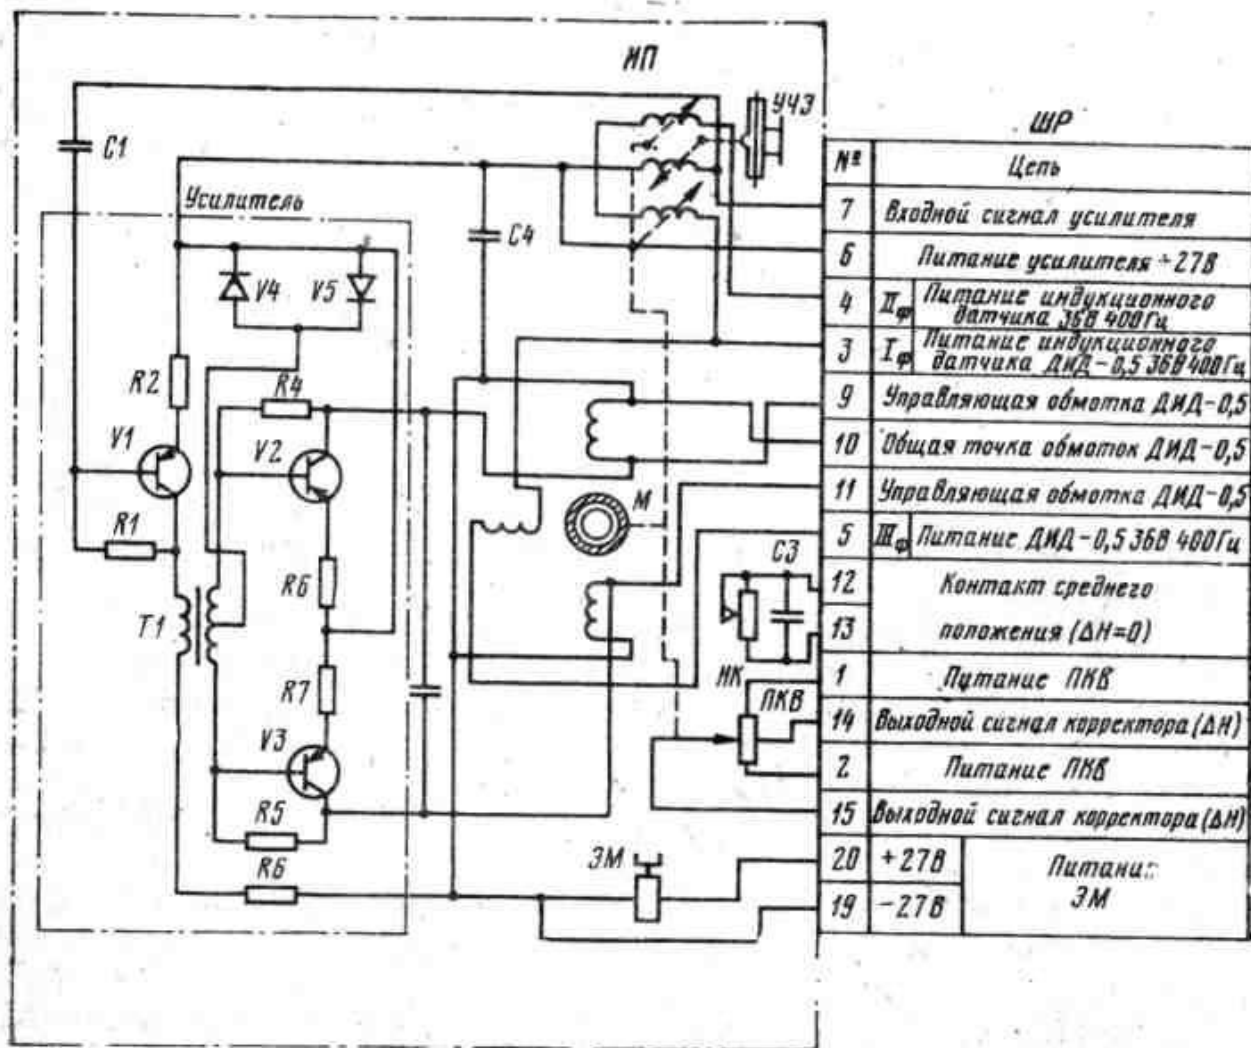 ИП
УЧЭ
ШР
C1
№ Цепь
Усилитель
C4
7 Входной сигнал усилителя
6 Питание усилителя +27В
V4 V5
4 IIф Питание индукционного
датчика 36В 400Гц
3 Iф Питание индукционного
датчика ДИД-0,5 36В 400Гц
R2
R4
9 Управляющая обмотка ДИД-0,5
V1
V2
10 Общая точка обмоток ДИД-0,5
11 Управляющая обмотка ДИД-0,5
М
R1
5 IIIф Питание ДИД-0,5 36В 400Гц
C3
R6
12 Контакт среднего
T1
13 положения (ΔН=0)
ИК
1 Питание ПКВ
R7
ПКВ
14 Выходной сигнал корректора (ΔН)
V3
2 Питание ПКВ
R5
15 Выходной сигнал корректора (ΔН)
ЭМ
R6
20 +27В Питание
19 -27В ЭМ